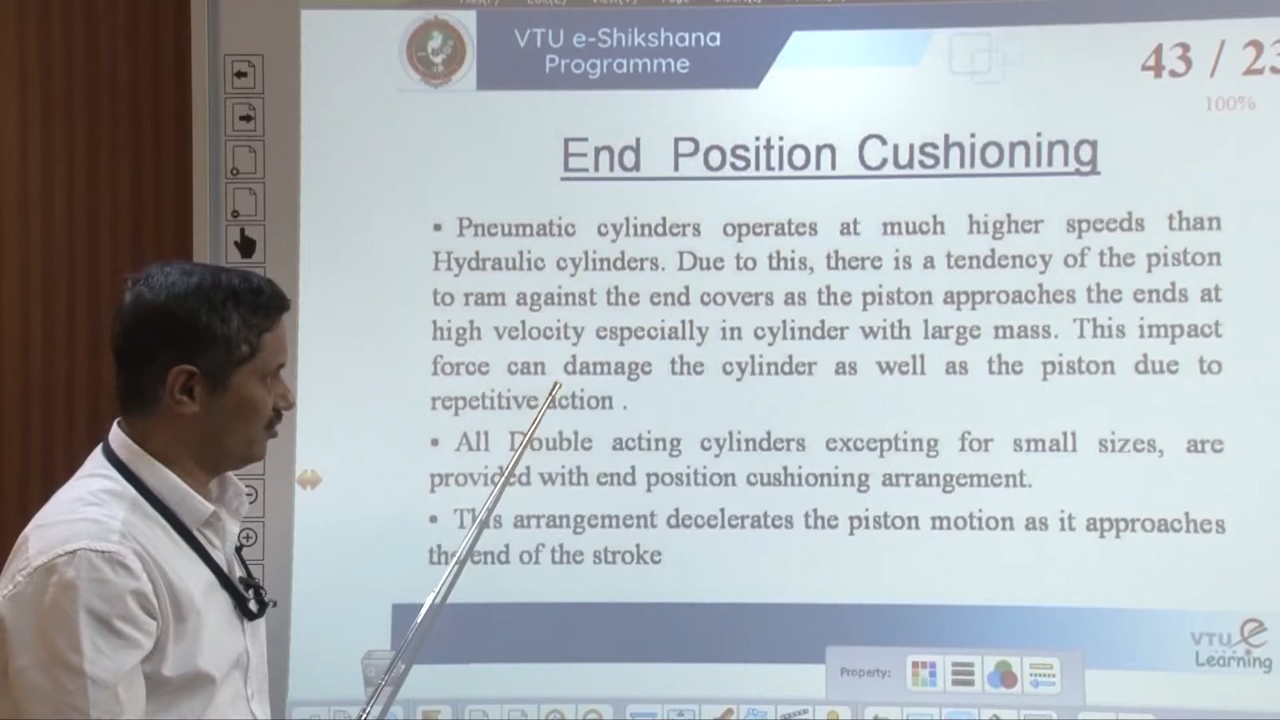 VTU e-Shikshana
Programme
43 / 23
100%
End Position Cushioning
▪ Pneumatic cylinders operates at much higher speeds than
Hydraulic cylinders. Due to this, there is a tendency of the piston
to ram against the end covers as the piston approaches the ends at
high velocity especially in cylinder with large mass. This impact
force can damage the cylinder as well as the piston due to
repetitive action .
▪ All Double acting cylinders excepting for small sizes, are
provided with end position cushioning arrangement.
▪ This arrangement decelerates the piston motion as it approaches
the end of the stroke
VTU e
Learning
Property: